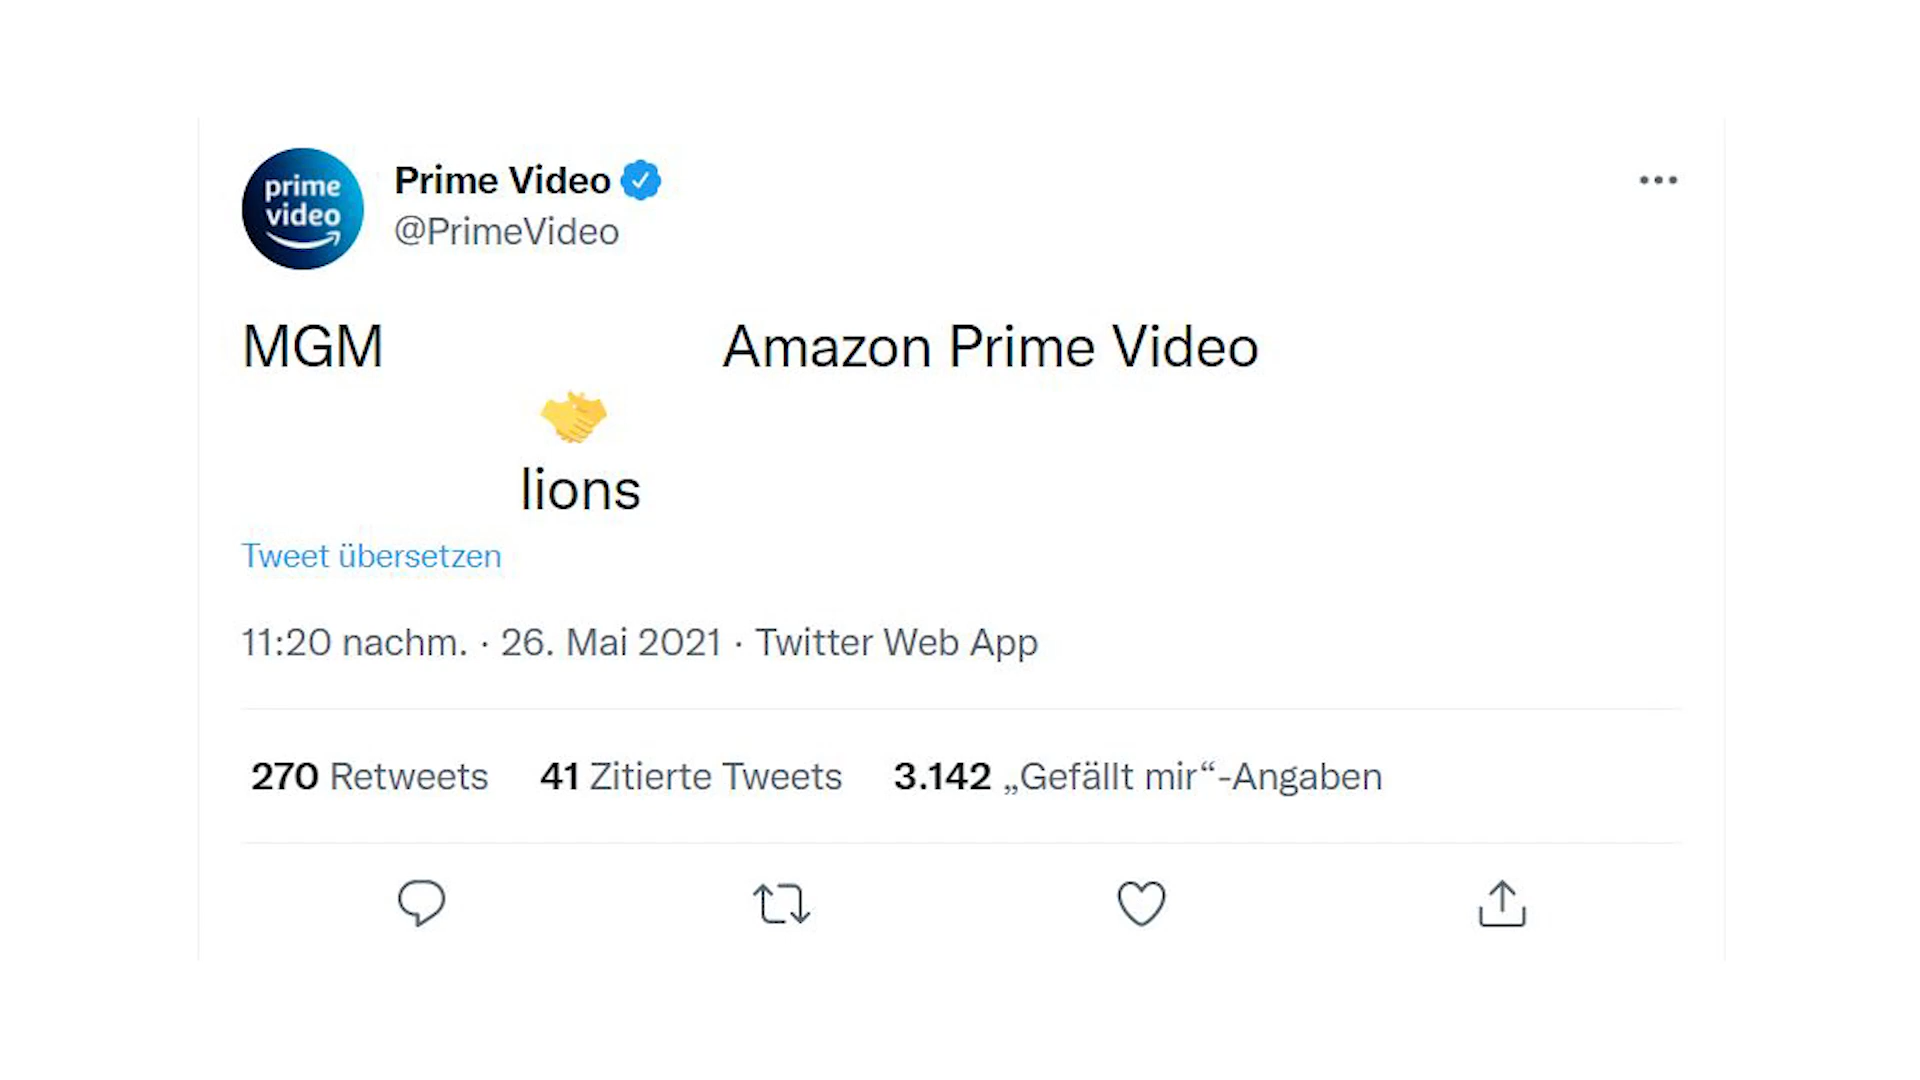 prime
video
Prime Video
@PrimeVideo
MGM Amazon Prime Video
🤝
lions
Tweet übersetzen
11:20 nachm. · 26. Mai 2021 · Twitter Web App
270 Retweets 41 Zitierte Tweets 3.142 „Gefällt mir“-Angaben